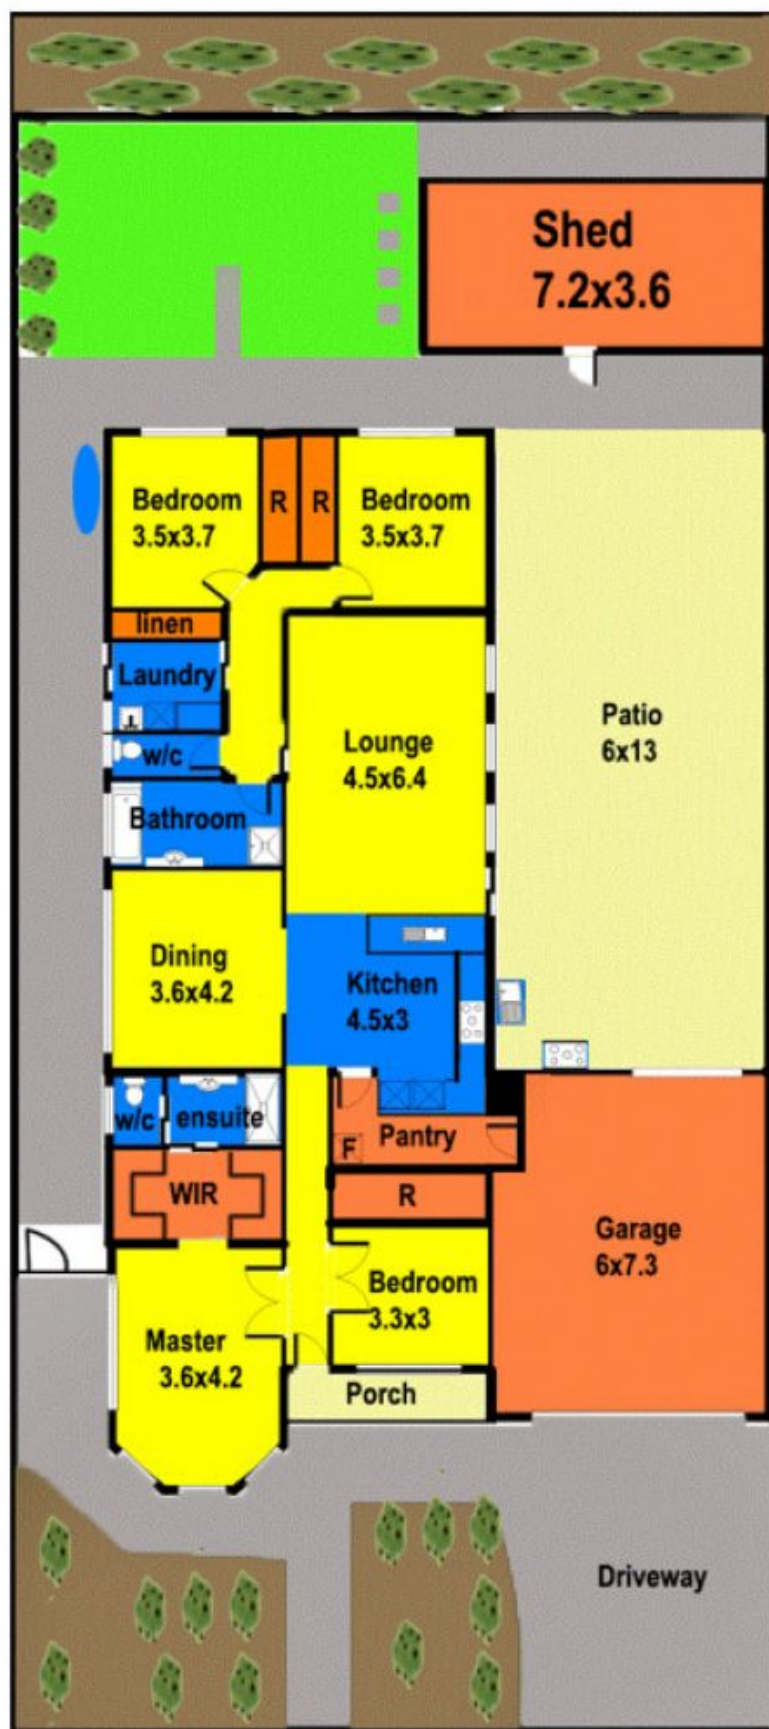 Shed
7.2x3.6
Bedroom
3.5x3.7
R
R
Bedroom
3.5x3.7
linen
Laundry
w/c
Bathroom
Lounge
4.5x6.4
Patio
6x13
Dining
3.6x4.2
Kitchen
4.5x3
w/c
ensuite
Pantry
F
WIR
R
Garage
6x7.3
Bedroom
3.3x3
Master
3.6x4.2
Porch
Driveway